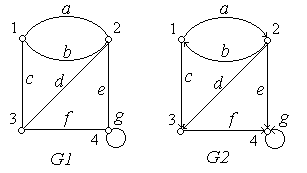 a a
1 2 1 2
b b
c d e c d e
3 f g 3 f g
4 4
G1 G2